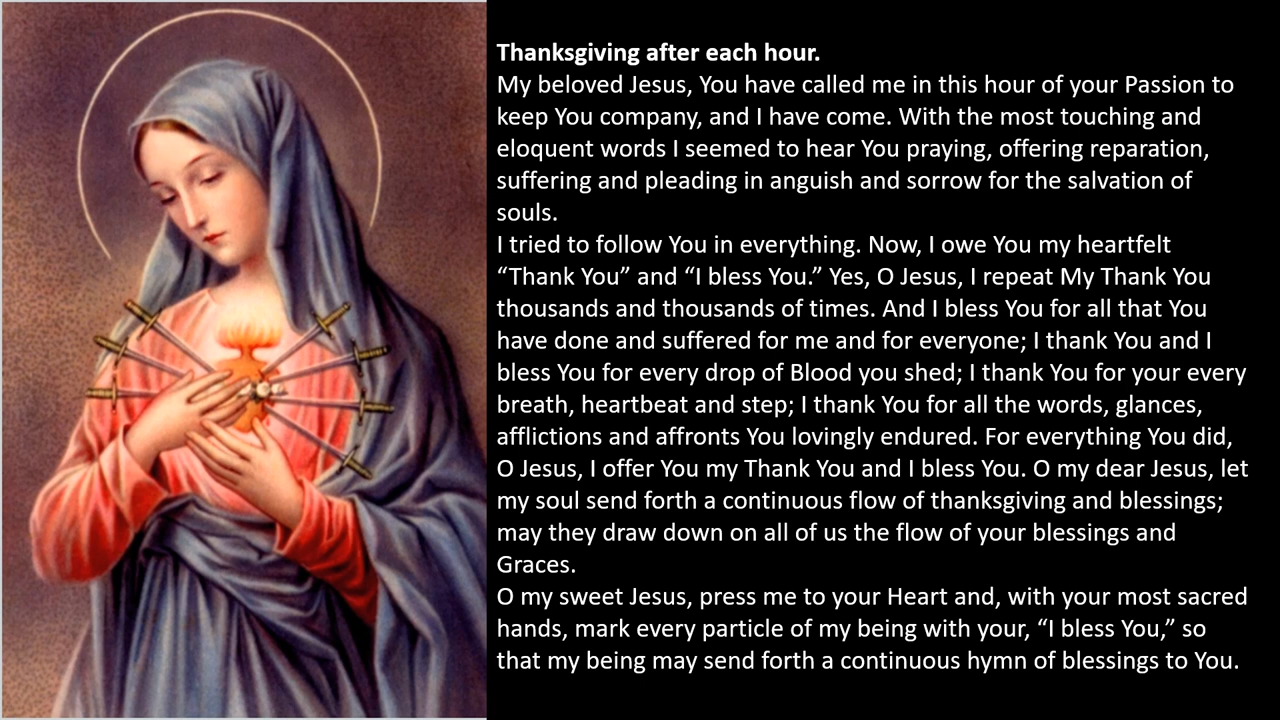 Thanksgiving after each hour.
My beloved Jesus, You have called me in this hour of your Passion to
keep You company, and I have come. With the most touching and
eloquent words I seemed to hear You praying, offering reparation,
suffering and pleading in anguish and sorrow for the salvation of
souls.
I tried to follow You in everything. Now, I owe You my heartfelt
“Thank You” and “I bless You.” Yes, O Jesus, I repeat My Thank You
thousands and thousands of times. And I bless You for all that You
have done and suffered for me and for everyone; I thank You and I
bless You for every drop of Blood you shed; I thank You for your every
breath, heartbeat and step; I thank You for all the words, glances,
afflictions and affronts You lovingly endured. For everything You did,
O Jesus, I offer You my Thank You and I bless You. O my dear Jesus, let
my soul send forth a continuous flow of thanksgiving and blessings;
may they draw down on all of us the flow of your blessings and
Graces.
O my sweet Jesus, press me to your Heart and, with your most sacred
hands, mark every particle of my being with your, “I bless You,” so
that my being may send forth a continuous hymn of blessings to You.